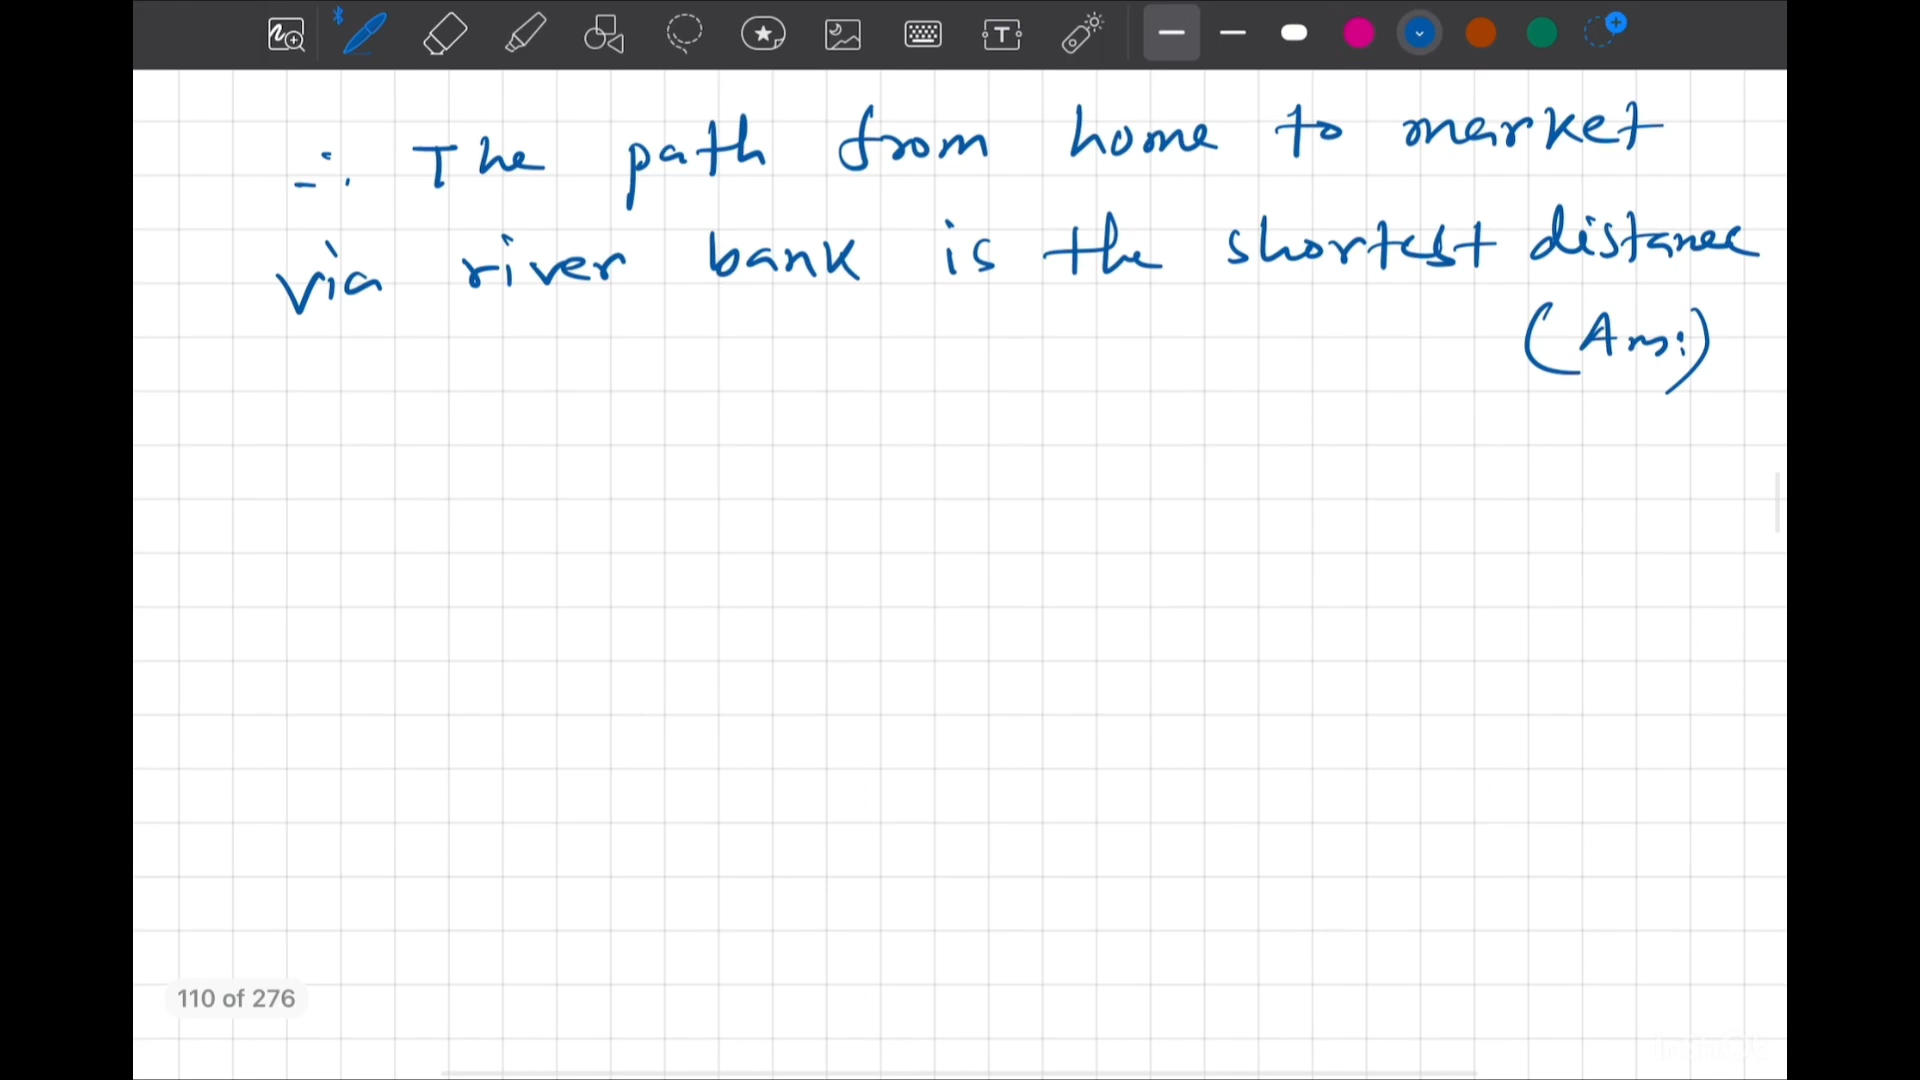 ∴ The path from home to market
via river bank is the shortest distance
(Ans:)
110 of 276